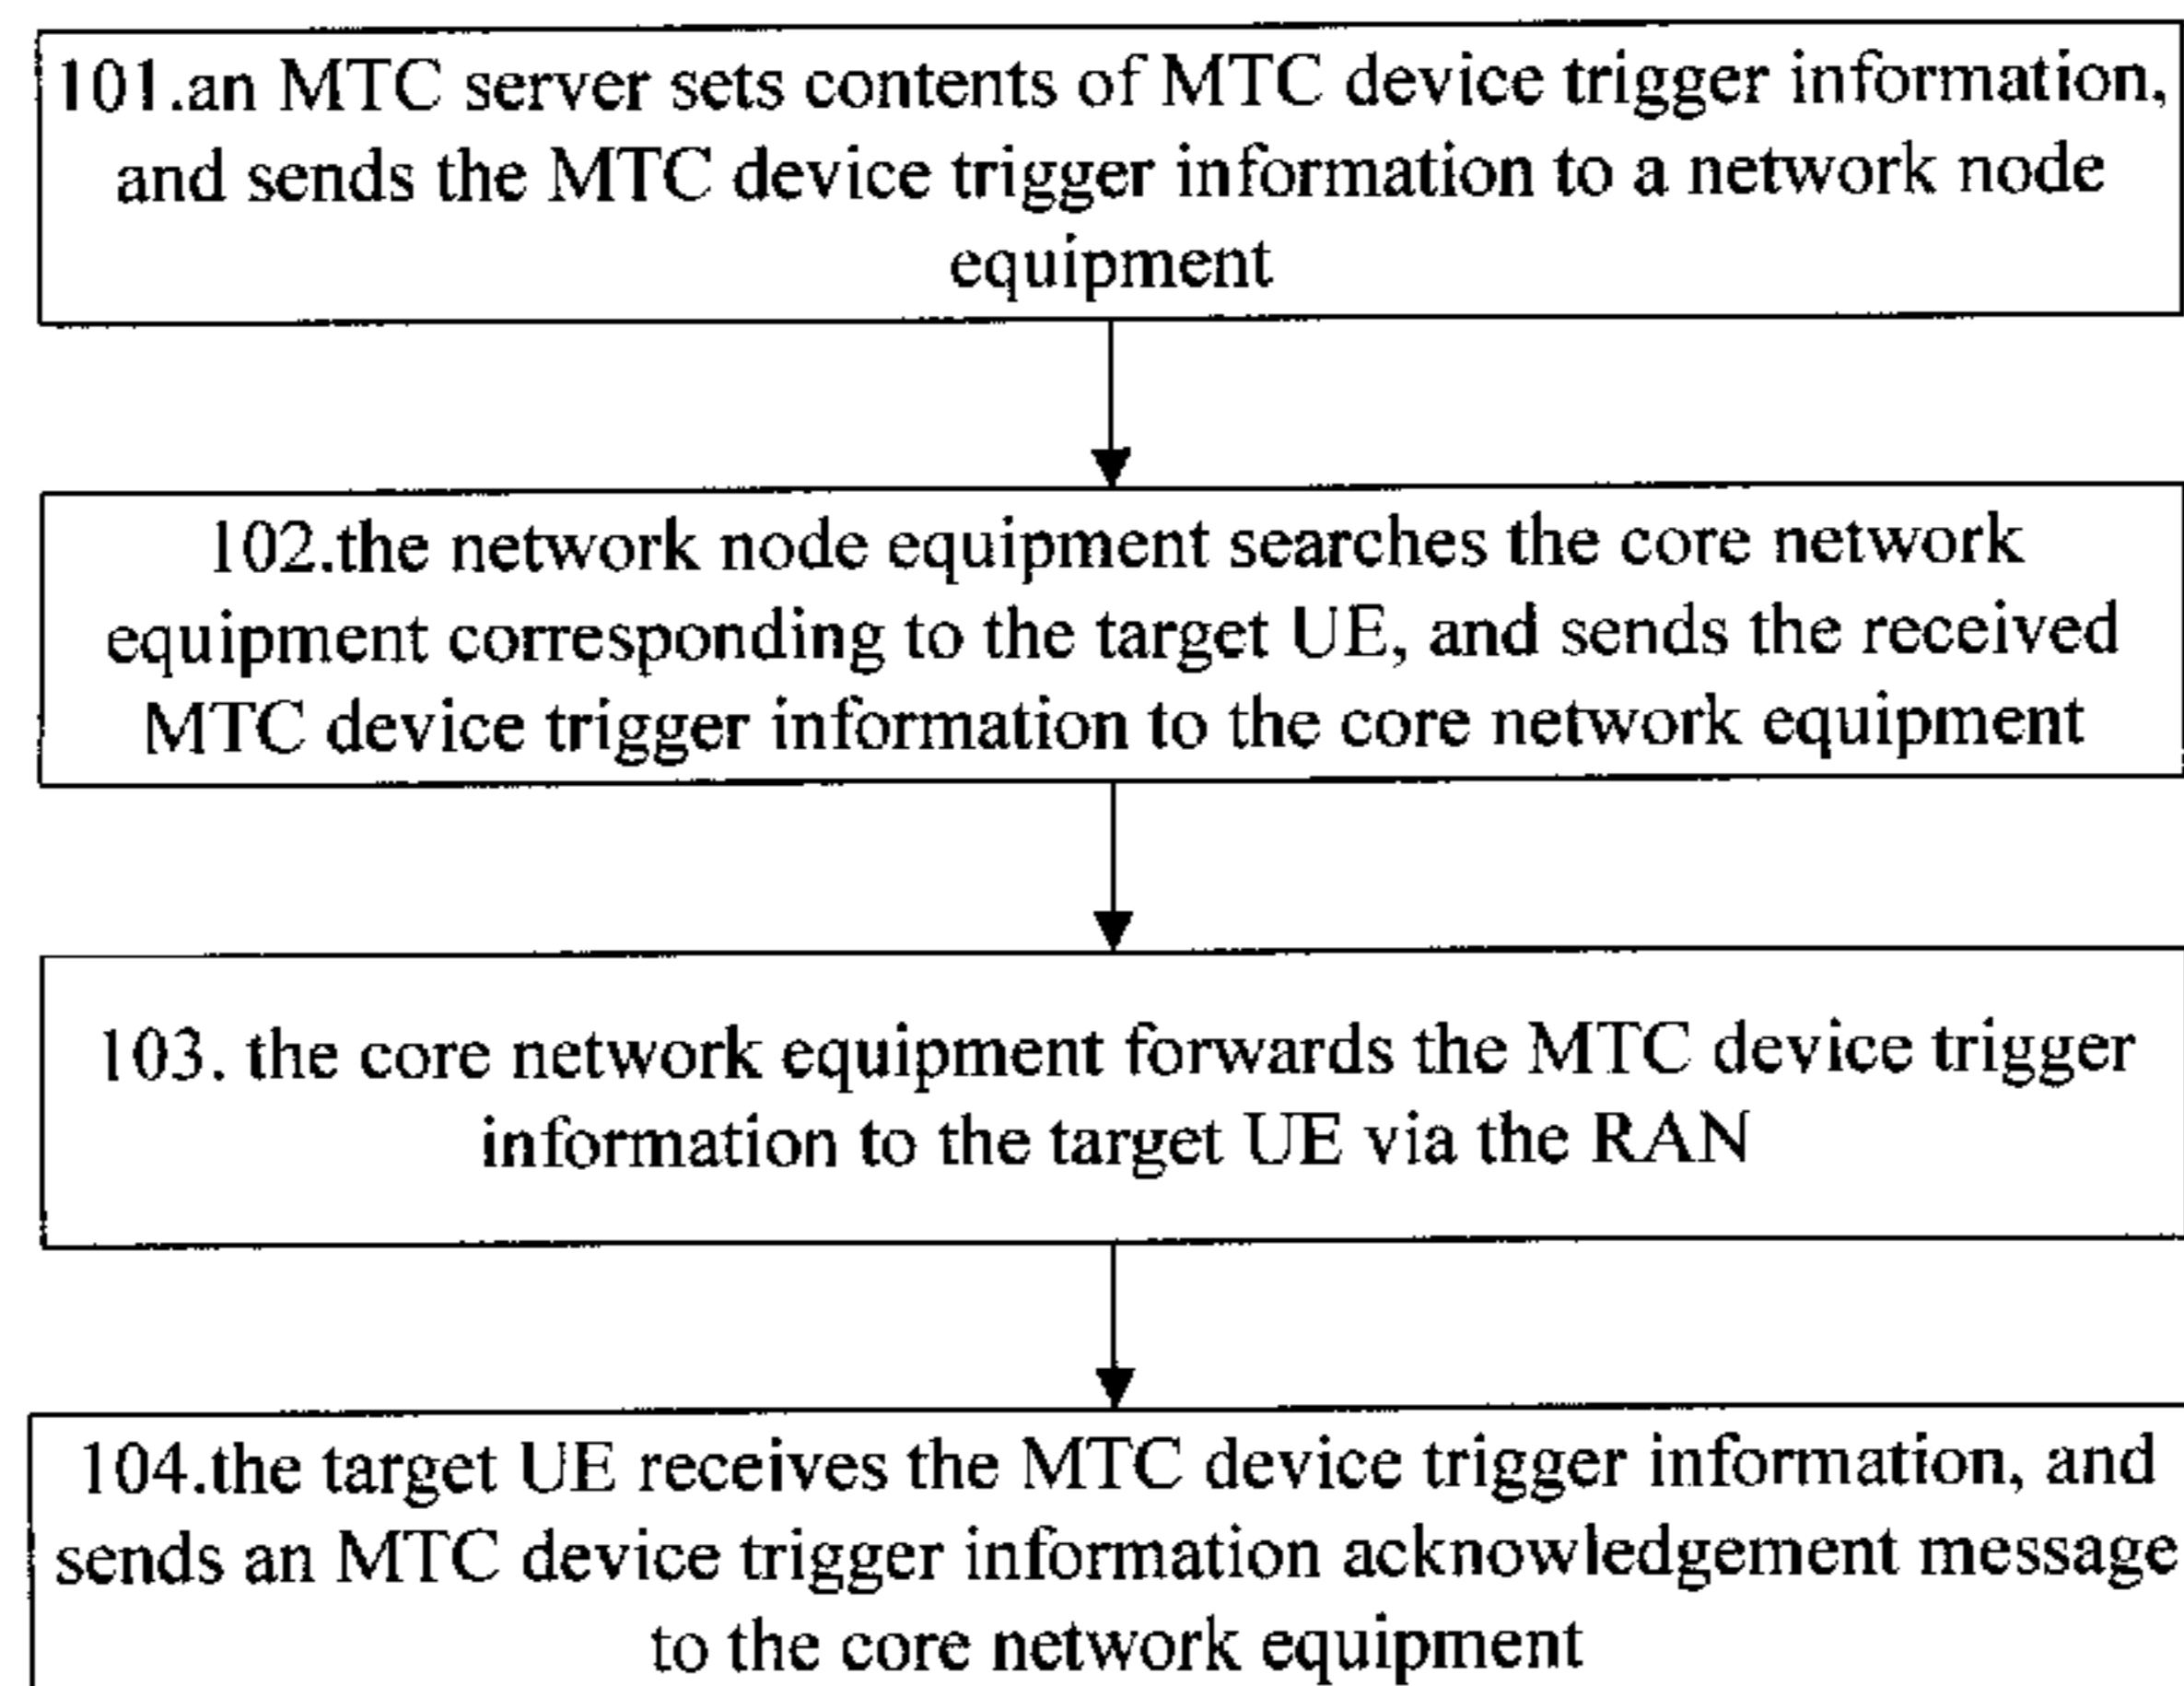 101.an MTC server sets contents of MTC device trigger information,
and sends the MTC device trigger information to a network node
equipment
102.the network node equipment searches the core network
equipment corresponding to the target UE, and sends the received
MTC device trigger information to the core network equipment
103. the core network equipment forwards the MTC device trigger
information to the target UE via the RAN
104.the target UE receives the MTC device trigger information, and
sends an MTC device trigger information acknowledgement message
to the core network equipment